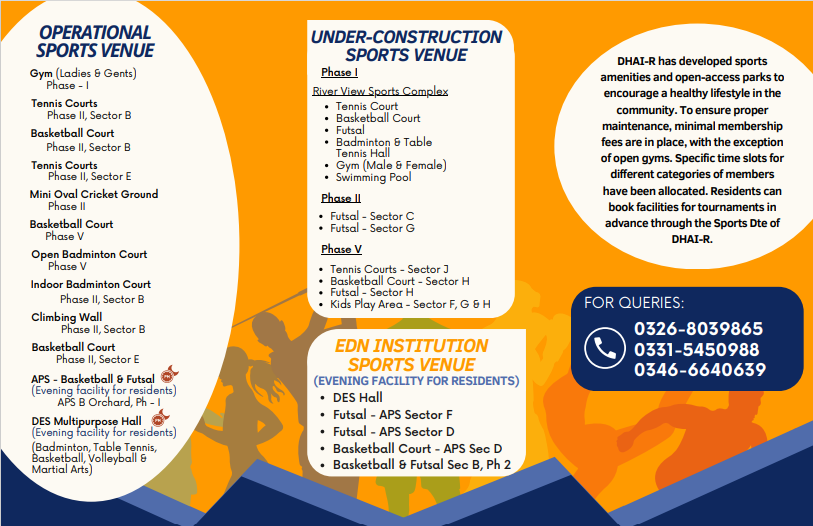 OPERATIONAL
SPORTS VENUE
Gym (Ladies & Gents)
Phase - I
Tennis Courts
Phase II, Sector B
Basketball Court
Phase II, Sector B
Tennis Courts
Phase II, Sector E
Mini Oval Cricket Ground
Phase II
Basketball Court
Phase V
Open Badminton Court
Phase V
Indoor Badminton Court
Phase II, Sector B
Climbing Wall
Phase II, Sector B
Basketball Court
Phase II, Sector E
APS - Basketball & Futsal
(Evening facility for residents)
APS B Orchard, Ph - I
DES Multipurpose Hall
(Evening facility for residents)
(Badminton, Table Tennis,
Basketball, Volleyball &
Martial Arts)
UNDER-CONSTRUCTION
SPORTS VENUE
Phase I
River View Sports Complex
• Tennis Court
• Basketball Court
• Futsal
• Badminton & Table
Tennis Hall
• Gym (Male & Female)
• Swimming Pool
Phase II
• Futsal - Sector C
• Futsal - Sector G
Phase V
• Tennis Courts - Sector J
• Basketball Court - Sector H
• Futsal - Sector H
• Kids Play Area - Sector F, G & H
EDN INSTITUTION
SPORTS VENUE
(EVENING FACILITY FOR RESIDENTS)
• DES Hall
• Futsal - APS Sector F
• Futsal - APS Sector D
• Basketball Court - APS Sec D
• Basketball & Futsal Sec B, Ph 2
DHAI-R has developed sports
amenities and open-access parks to
encourage a healthy lifestyle in the
community. To ensure proper
maintenance, minimal membership
fees are in place, with the exception
of open gyms. Specific time slots for
different categories of members
have been allocated. Residents can
book facilities for tournaments in
advance through the Sports Dte of
DHAI-R.
FOR QUERIES:
0326-8039865
0331-5450988
0346-6640639